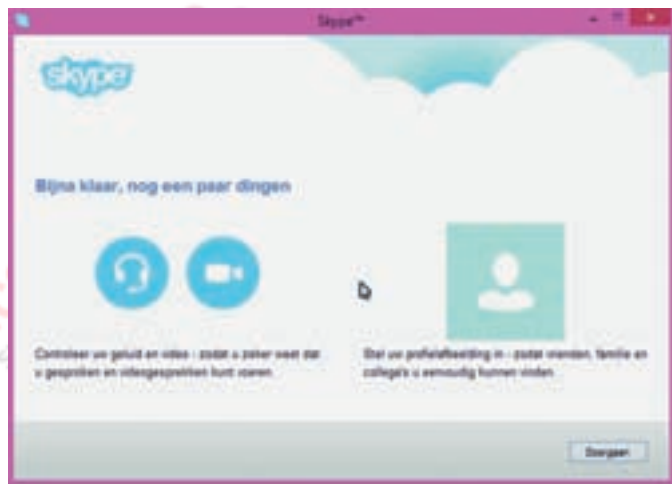 Skype™
skype
Bijna klaar, nog een paar dingen
Controleer uw geluid en video - zodat u zeker weet dat
u gesprekken en videogesprekken kunt voeren.
Stel uw profielafbeelding in - zodat vrienden, familie en
collega's u eenvoudig kunnen vinden.
Doorgaan